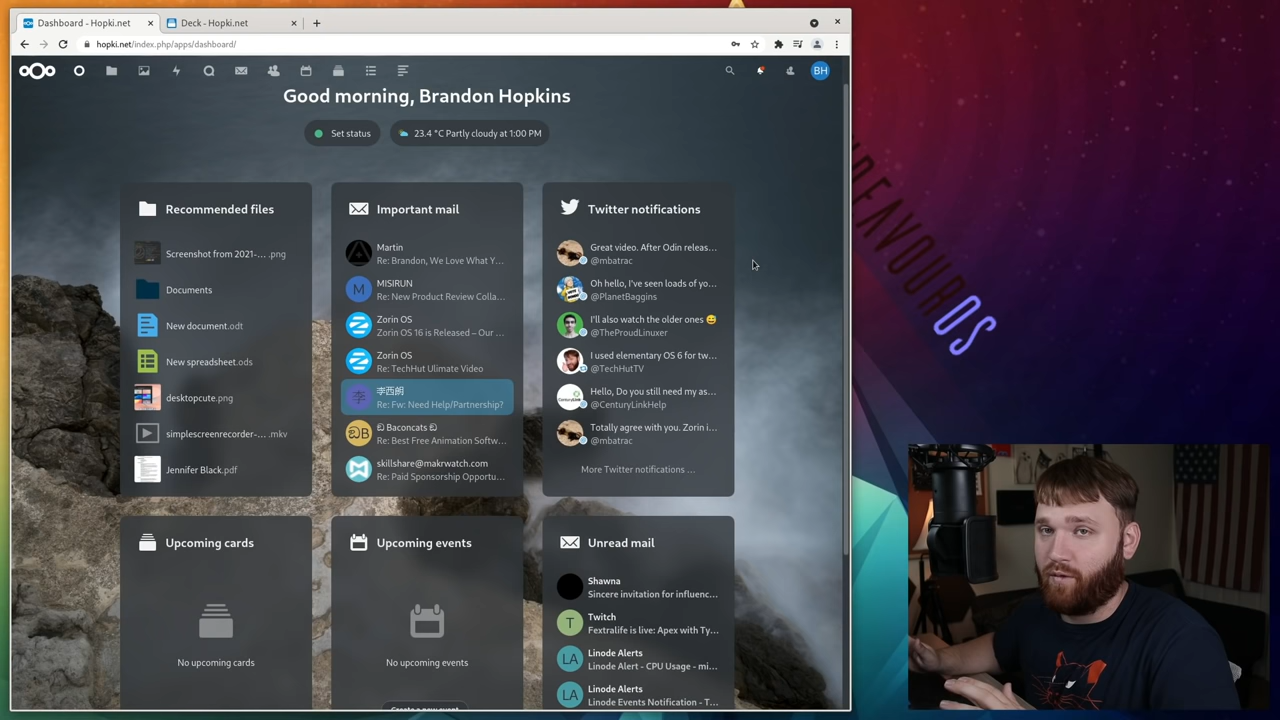 Dashboard - Hopki.net
Deck - Hopki.net
hopki.net/index.php/apps/dashboard/
BH
Good morning, Brandon Hopkins
Set status
23.4 °C Partly cloudy at 1:00 PM
Recommended files
Screenshot from 2021-... .png
Documents
New document.odt
New spreadsheet.ods
desktopcute.png
simplescreenrecorder-... .mkv
Jennifer Black.pdf
Important mail
Martin
Re: Brandon, We Love What Y...
M
MISIRUN
Re: New Product Review Colla...
Zorin OS
Zorin OS 16 is Released – Our ...
Zorin OS
Re: TechHut Ulimate Video
李
李西朗
Re: Fw: Need Help/Partnership?
ඞB
ඞ Baconcats ඞ
Re: Best Free Animation Softw...
skillshare@makrwatch.com
Re: Paid Sponsorship Opportu...
Twitter notifications
Great video. After Odin releas...
@mbatrac
Oh hello, I've seen loads of yo...
@PlanetBaggins
I'll also watch the older ones 😅
@TheProudLinuxer
I used elementary OS 6 for tw...
@TechHutTV
Hello, Do you still need my as...
@CenturyLinkHelp
Totally agree with you. Zorin i...
@mbatrac
More Twitter notifications ...
Upcoming cards
No upcoming cards
Upcoming events
No upcoming events
Create a new event
Unread mail
Shawna
Sincere invitation for influenc...
T
Twitch
Fextralife is live: Apex with Ty...
LA
Linode Alerts
Linode Alert - CPU Usage - mi...
LA
Linode Alerts
Linode Events Notification - T...
ENDEAVOUROS